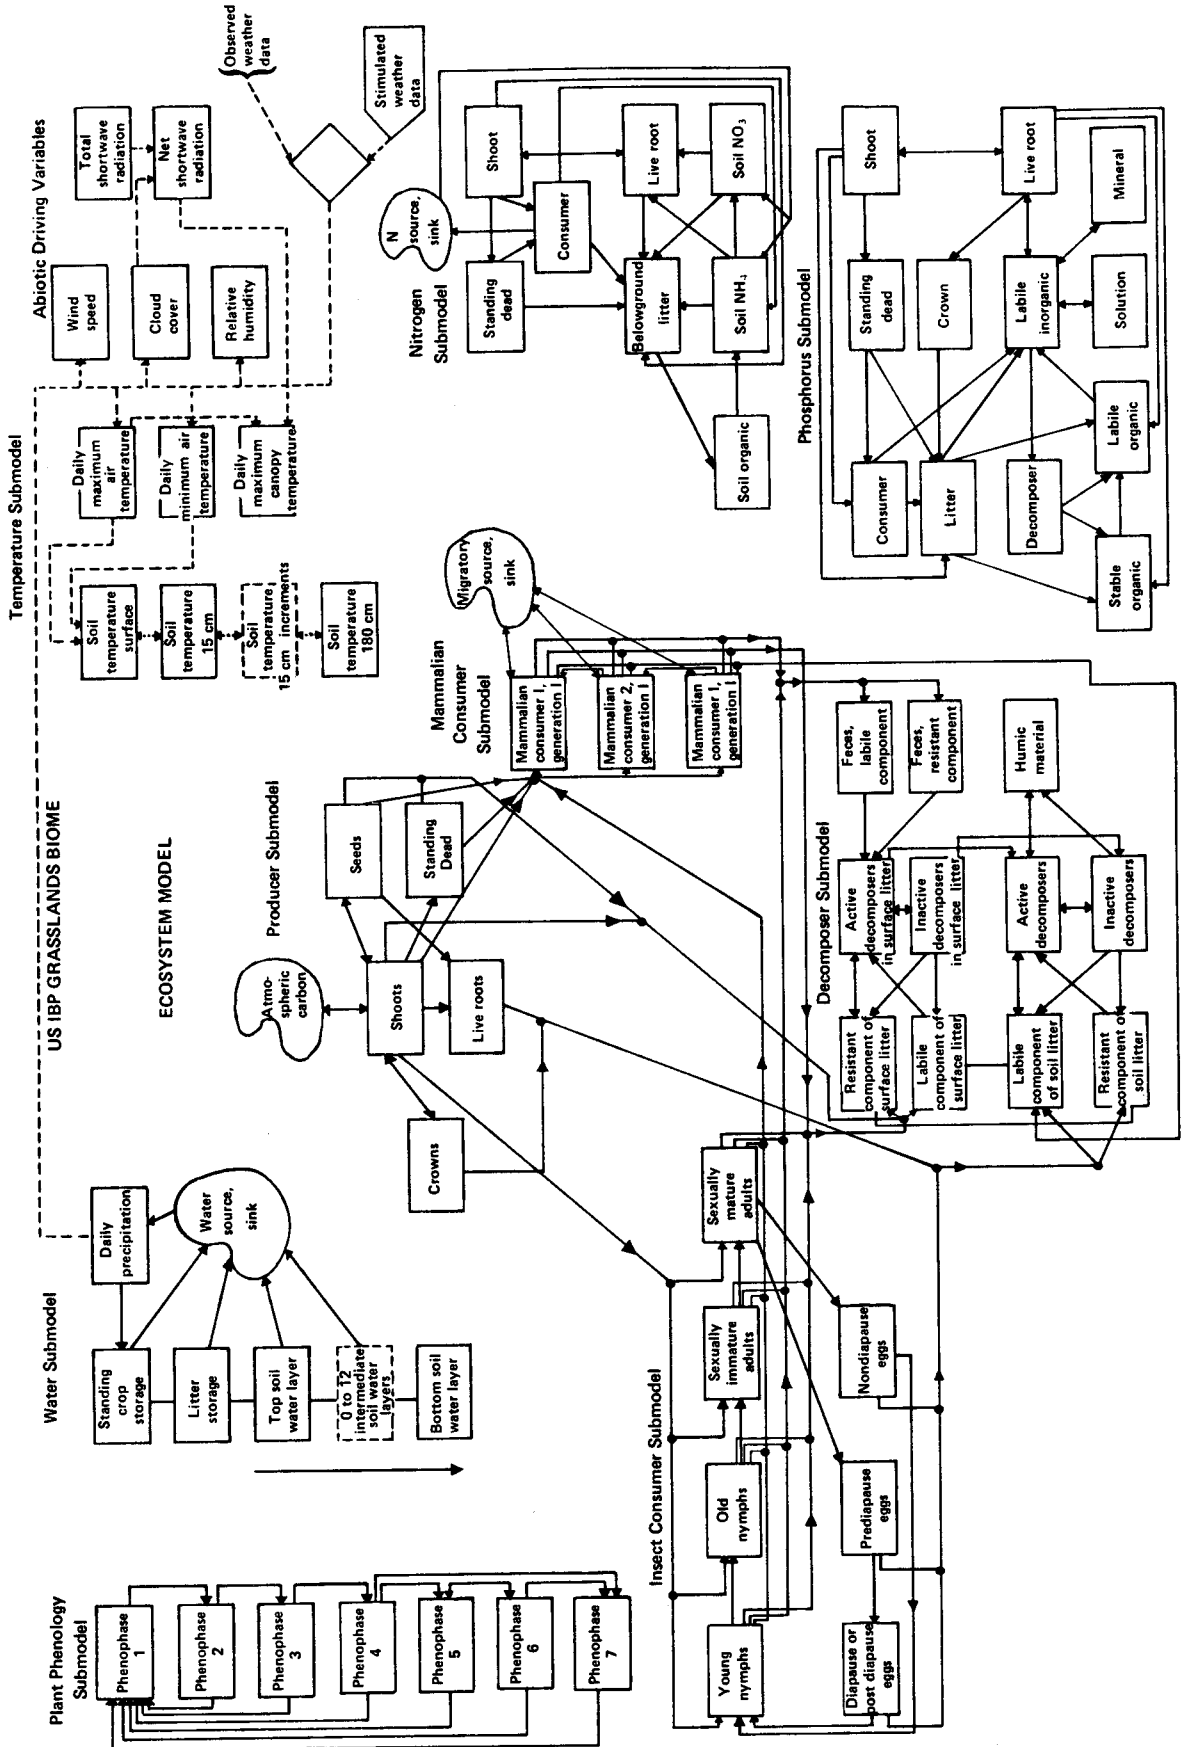 US IBP GRASSLANDS BIOME
ECOSYSTEM MODEL
Plant Phenology
Submodel
Phenophase
1
Phenophase
2
Phenophase
3
Phenophase
4
Phenophase
5
Phenophase
6
Phenophase
7
Water Submodel
Daily
precipitation
Standing
crop
storage
Litter
storage
Top soil
water layer
0 to 12
intermediate
soil water
layers
Bottom soil
water layer
Water
source,
sink
Producer Submodel
Atmo-
spheric
carbon
Seeds
Shoots
Standing
Dead
Crowns
Live roots
Temperature Submodel
Daily
maximum
air
temperature
Daily
minimum air
temperature
Daily
maximum
canopy
temperature
Soil
temperature
surface
Soil
temperature
15 cm
Soil
temperature
15 cm increments
Soil
temperature
180 cm
Abiotic Driving Variables
Wind
speed
Cloud
cover
Relative
humidity
Total
shortwave
radiation
Net
shortwave
radiation
Observed
weather
data
Stimulated
weather
data
Mammalian
Consumer
Submodel
Migratory
source,
sink
Mammalian
consumer I,
generation I
Mammalian
consumer 2,
generation I
Mammalian
consumer I,
generation I
Nitrogen
Submodel
N
source,
sink
Standing
dead
Shoot
Consumer
Belowground
litter
Live root
Soil NH4
Soil NO3
Soil organic
Insect Consumer Submodel
Young
nymphs
Old
nymphs
Sexually
immature
adults
Sexually
mature
adults
Diapause or
post diapause
eggs
Prediapause
eggs
Nondiapause
eggs
Decomposer Submodel
Resistant
component of
surface litter
Active
decomposers
in surface litter
Feces,
labile
component
Labile
component of
surface litter
Inactive
decomposers
in surface litter
Feces,
resistant
component
Labile
component
of soil litter
Active
decomposers
Humic
material
Resistant
component of
soil litter
Inactive
decomposers
Phosphorus Submodel
Standing
dead
Shoot
Consumer
Crown
Litter
Live root
Labile
inorganic
Decomposer
Solution
Mineral
Stable
organic
Labile
organic